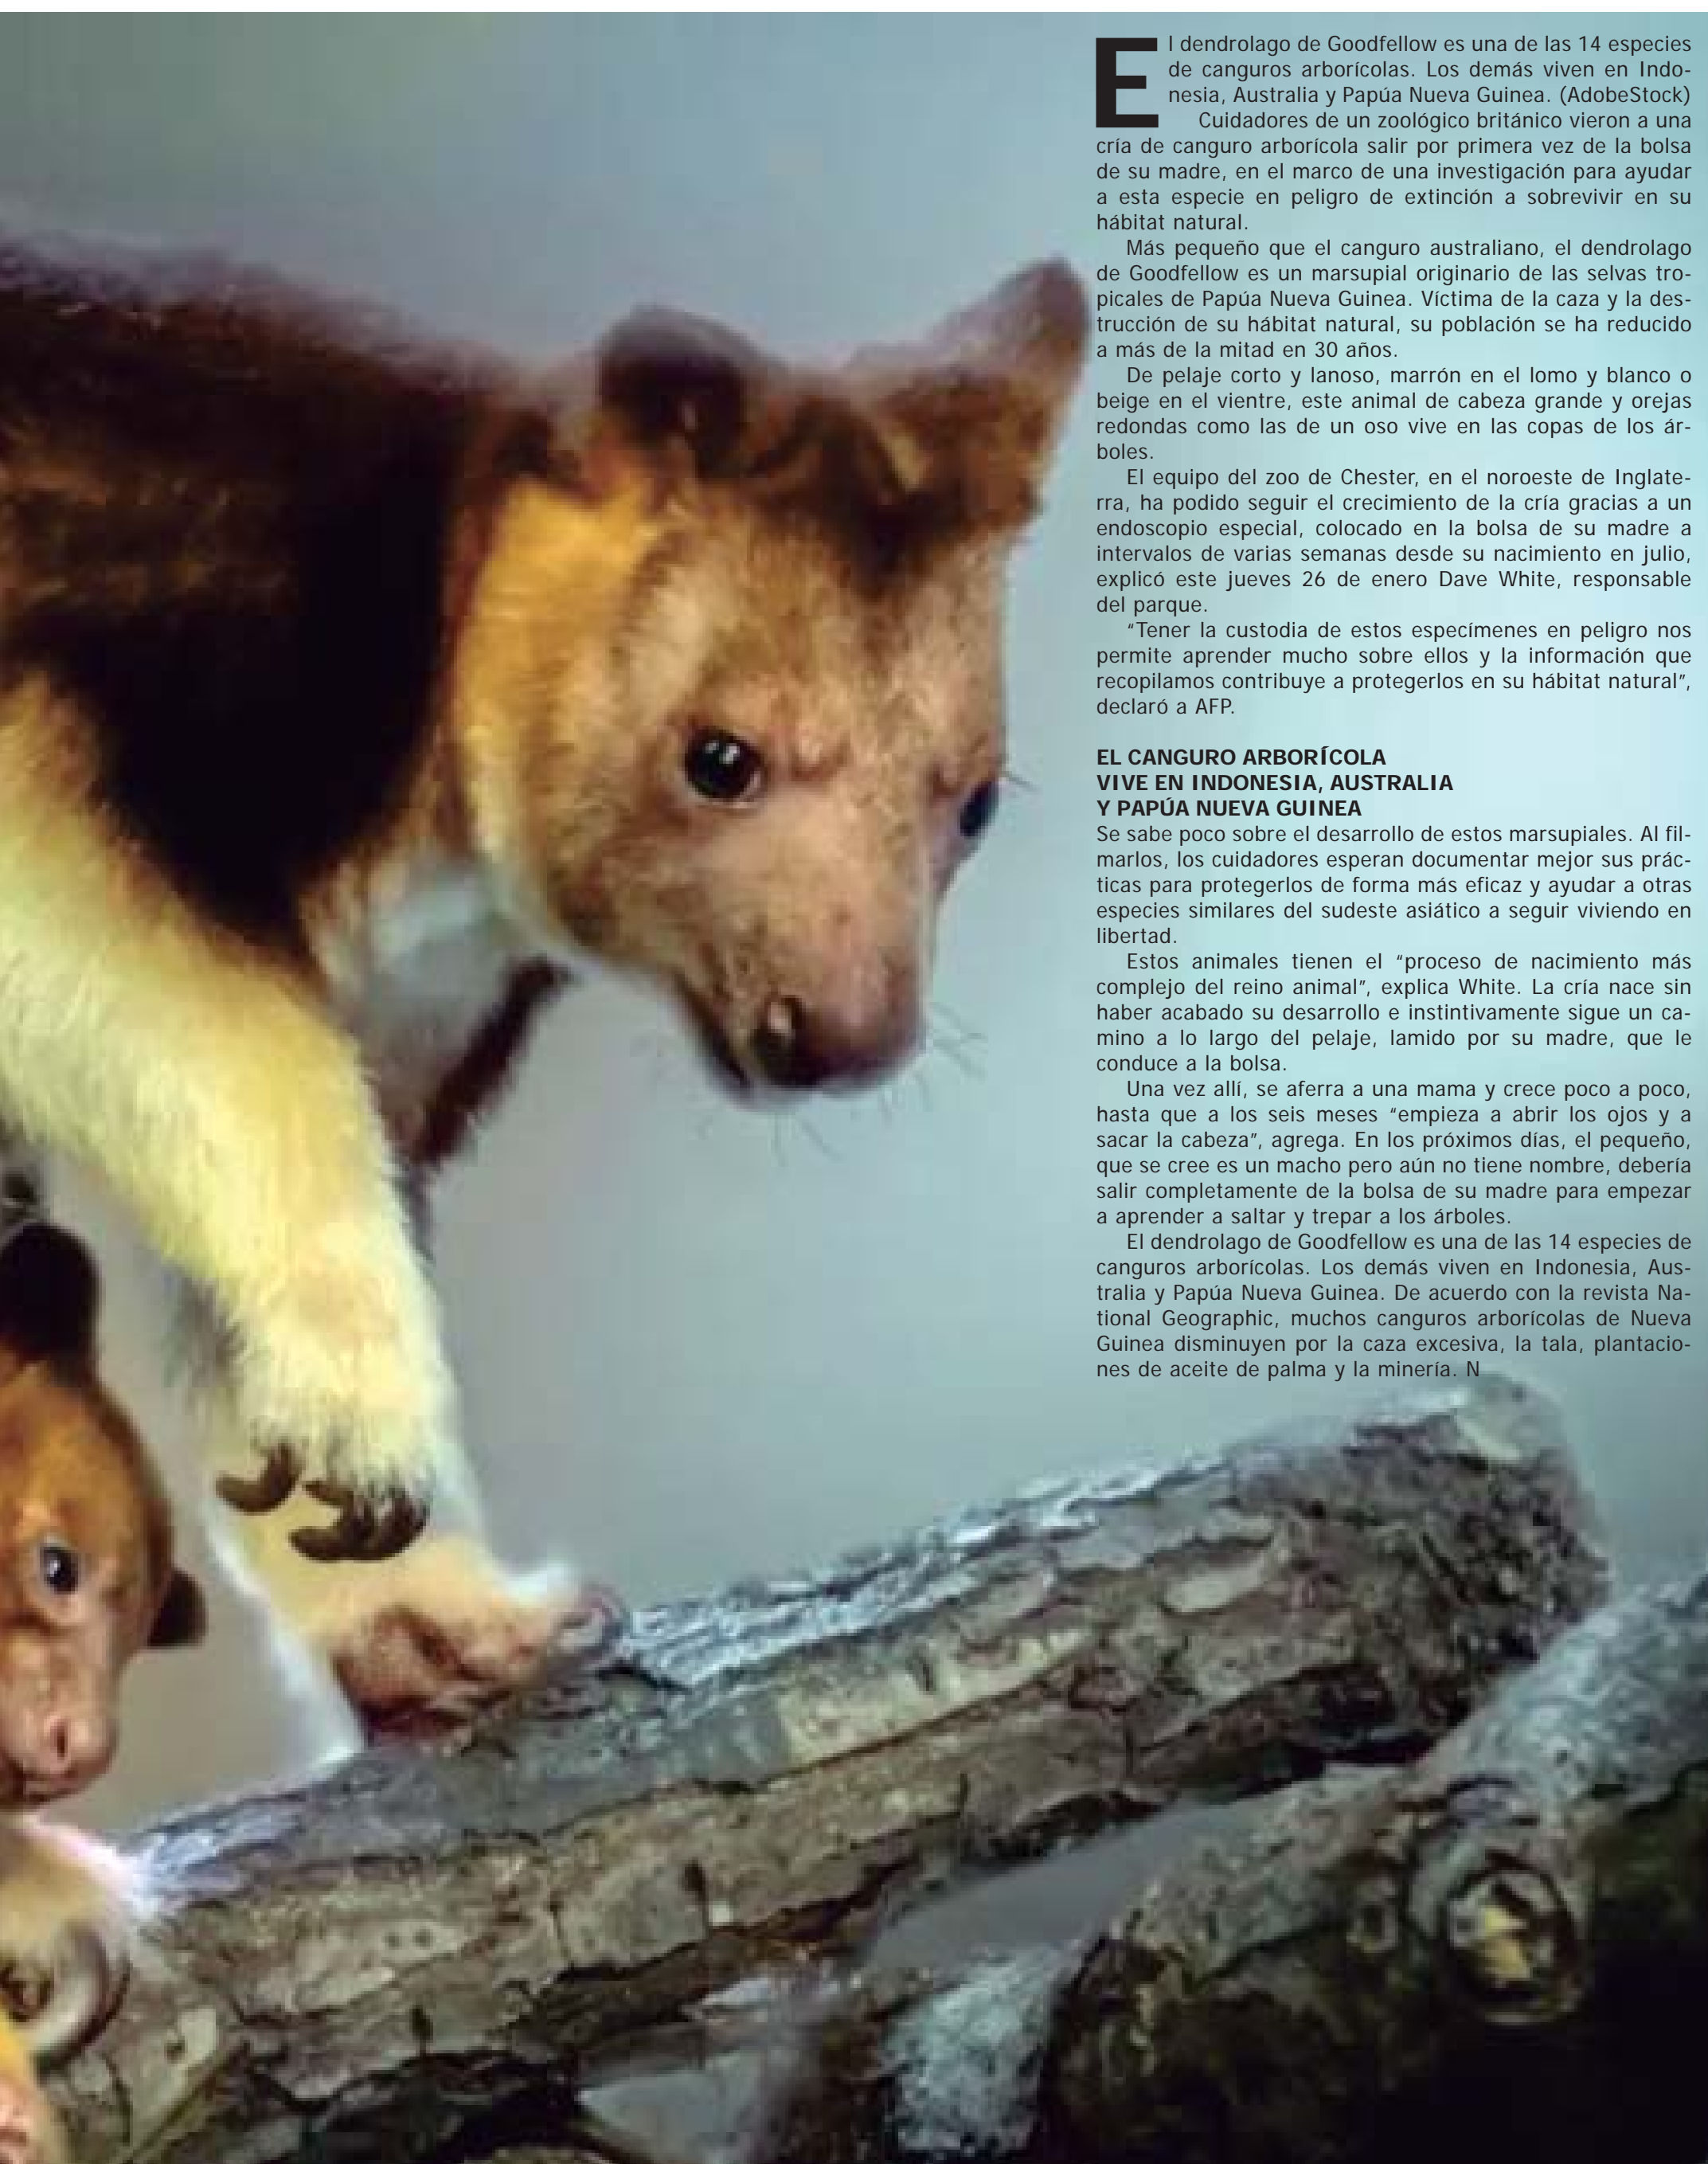 El dendrolago de Goodfellow es una de las 14 especies
de canguros arborícolas. Los demás viven en Indo-
nesia, Australia y Papúa Nueva Guinea. (AdobeStock)
Cuidadores de un zoológico británico vieron a una
cría de canguro arborícola salir por primera vez de la bolsa
de su madre, en el marco de una investigación para ayudar
a esta especie en peligro de extinción a sobrevivir en su
hábitat natural.
Más pequeño que el canguro australiano, el dendrolago
de Goodfellow es un marsupial originario de las selvas tro-
picales de Papúa Nueva Guinea. Víctima de la caza y la des-
trucción de su hábitat natural, su población se ha reducido
a más de la mitad en 30 años.
De pelaje corto y lanoso, marrón en el lomo y blanco o
beige en el vientre, este animal de cabeza grande y orejas
redondas como las de un oso vive en las copas de los ár-
boles.
El equipo del zoo de Chester, en el noroeste de Inglate-
rra, ha podido seguir el crecimiento de la cría gracias a un
endoscopio especial, colocado en la bolsa de su madre a
intervalos de varias semanas desde su nacimiento en julio,
explicó este jueves 26 de enero Dave White, responsable
del parque.
“Tener la custodia de estos especímenes en peligro nos
permite aprender mucho sobre ellos y la información que
recopilamos contribuye a protegerlos en su hábitat natural”,
declaró a AFP.
EL CANGURO ARBORÍCOLA
VIVE EN INDONESIA, AUSTRALIA
Y PAPÚA NUEVA GUINEA
Se sabe poco sobre el desarrollo de estos marsupiales. Al fil-
marlos, los cuidadores esperan documentar mejor sus prác-
ticas para protegerlos de forma más eficaz y ayudar a otras
especies similares del sudeste asiático a seguir viviendo en
libertad.
Estos animales tienen el “proceso de nacimiento más
complejo del reino animal”, explica White. La cría nace sin
haber acabado su desarrollo e instintivamente sigue un ca-
mino a lo largo del pelaje, lamido por su madre, que le
conduce a la bolsa.
Una vez allí, se aferra a una mama y crece poco a poco,
hasta que a los seis meses “empieza a abrir los ojos y a
sacar la cabeza”, agrega. En los próximos días, el pequeño,
que se cree es un macho pero aún no tiene nombre, debería
salir completamente de la bolsa de su madre para empezar
a aprender a saltar y trepar a los árboles.
El dendrolago de Goodfellow es una de las 14 especies de
canguros arborícolas. Los demás viven en Indonesia, Aus-
tralia y Papúa Nueva Guinea. De acuerdo con la revista Na-
tional Geographic, muchos canguros arborícolas de Nueva
Guinea disminuyen por la caza excesiva, la tala, plantacio-
nes de aceite de palma y la minería. N